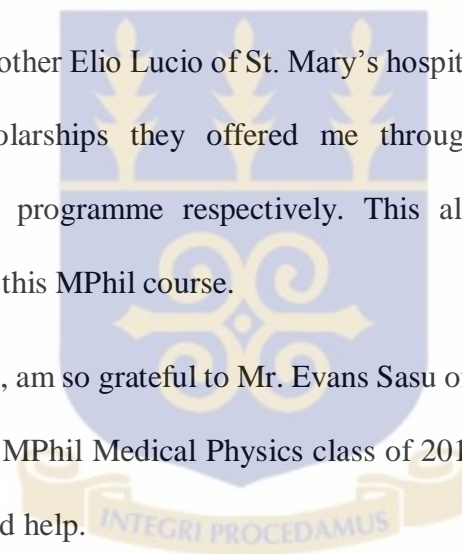 other Elio Lucio of St. Mary's hospit
olarships they offered me throug
programme respectively. This al
this MPhil course.
, am so grateful to Mr. Evans Sasu o
MPhil Medical Physics class of 201
d help.
INTEGRI PROCEDAMUS